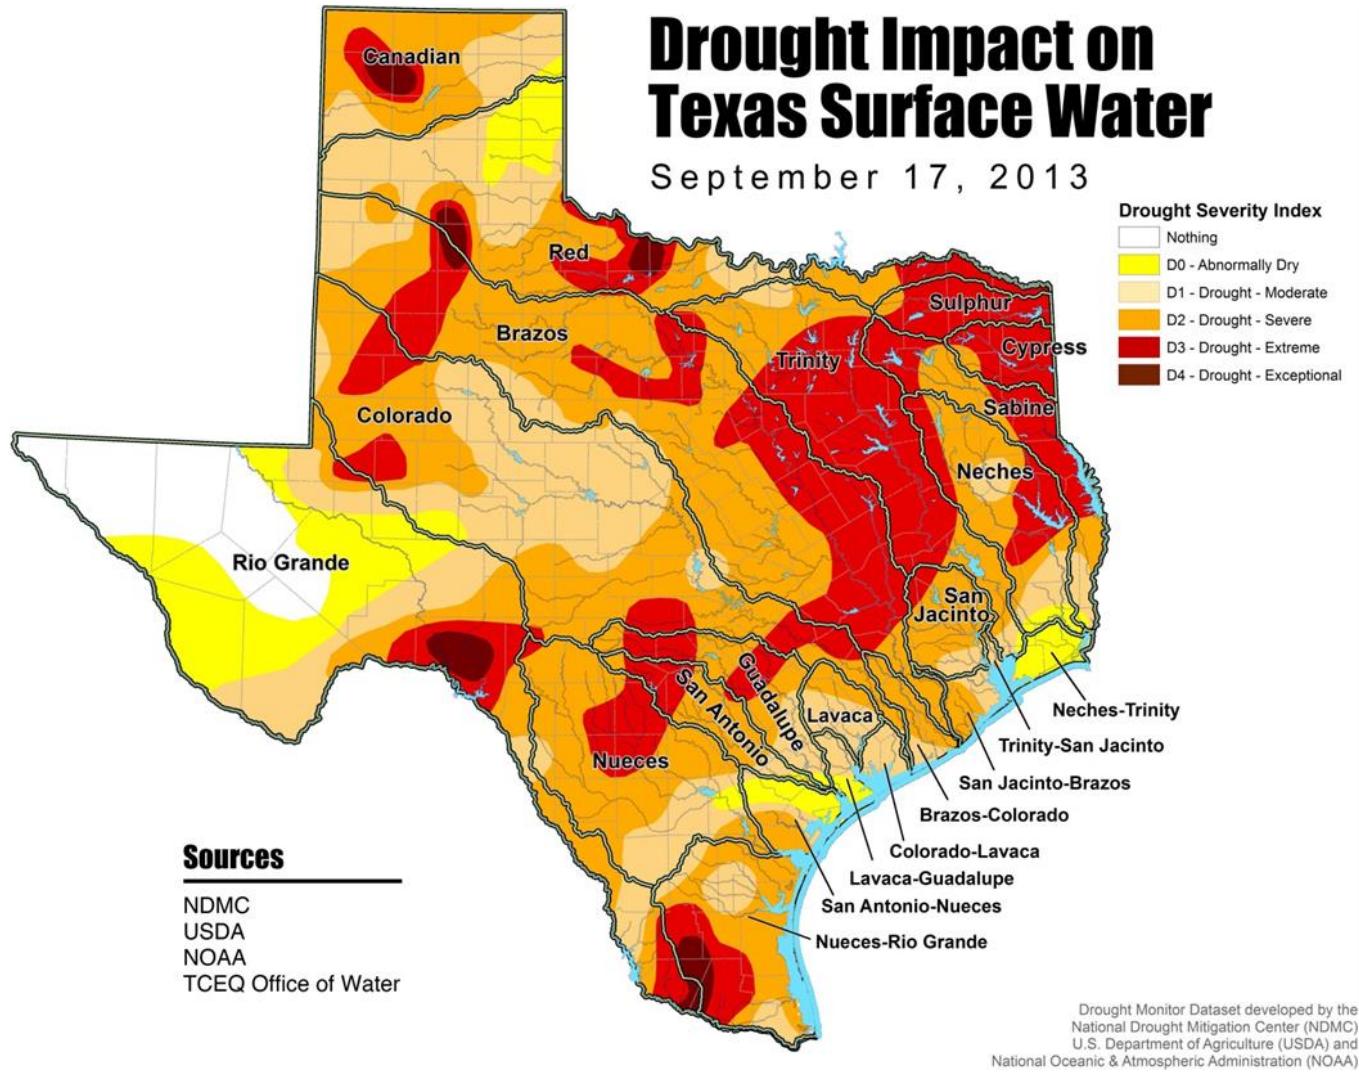 Drought Impact on
Texas Surface Water
September 17, 2013
Drought Severity Index
Nothing
D0 - Abnormally Dry
D1 - Drought - Moderate
D2 - Drought - Severe
D3 - Drought - Extreme
D4 - Drought - Exceptional
Canadian
Red
Sulphur
Brazos
Cypress
Trinity
Sabine
Colorado
Neches
Rio Grande
San
Jacinto
Guadalupe
San Antonio
Lavaca
Nueces
Neches-Trinity
Trinity-San Jacinto
San Jacinto-Brazos
Brazos-Colorado
Colorado-Lavaca
Lavaca-Guadalupe
San Antonio-Nueces
Nueces-Rio Grande
Sources
NDMC
USDA
NOAA
TCEQ Office of Water
Drought Monitor Dataset developed by the
National Drought Mitigation Center (NDMC)
U.S. Department of Agriculture (USDA) and
National Oceanic & Atmospheric Administration (NOAA)